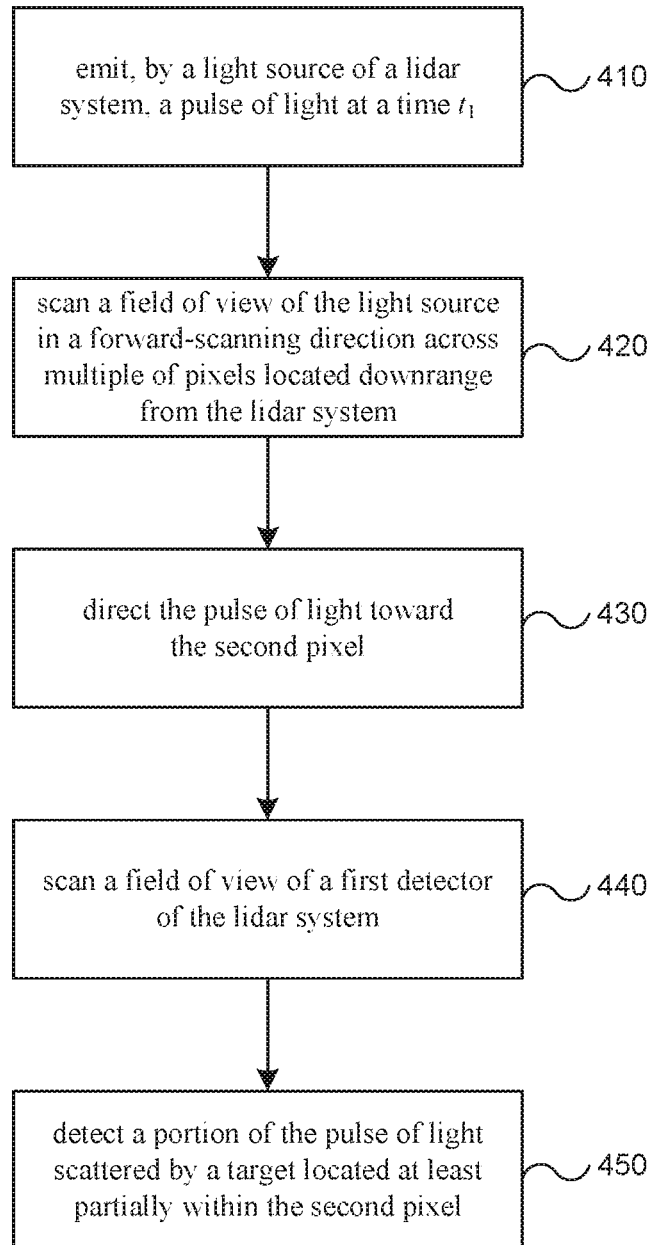 emit, by a light source of a lidar
system, a pulse of light at a time t₁
410
scan a field of view of the light source
in a forward-scanning direction across
multiple of pixels located downrange
from the lidar system
420
direct the pulse of light toward
the second pixel
430
scan a field of view of a first detector
of the lidar system
440
detect a portion of the pulse of light
scattered by a target located at least
partially within the second pixel
450